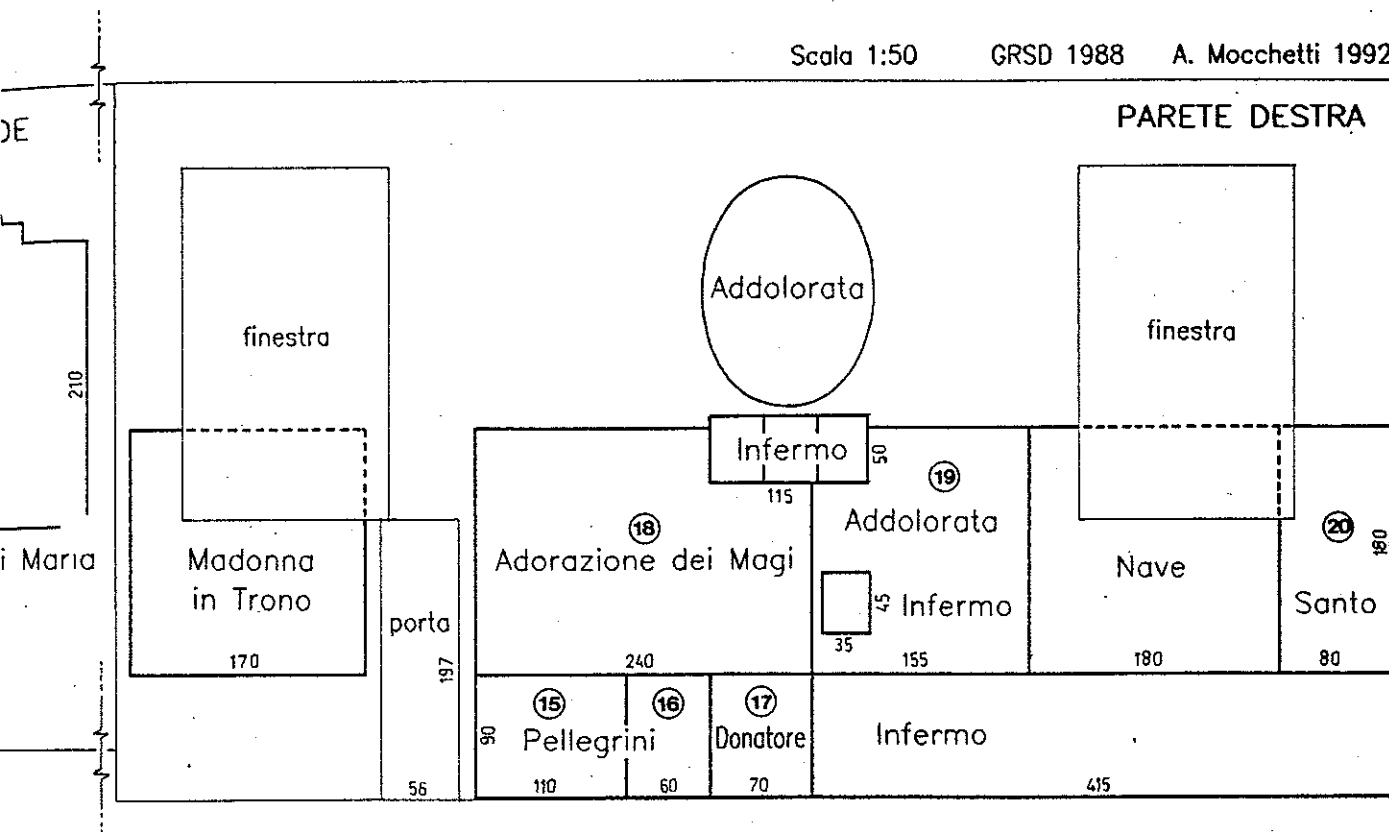 Scala 1:50 GRSD 1988 A. Mocchetti 1992
PARETE DESTRA
DE
finestra
Addolorata
finestra
210
Infermo
50
115
19
Addolorata
18
Adorazione dei Magi
20
180
i Maria
Madonna
in Trono
Nave
45
Infermo
Santo
porta
35
170
197
240
155
180
80
15
16
17
90
Pellegrini
Donatore
Infermo
56
110
60
70
415